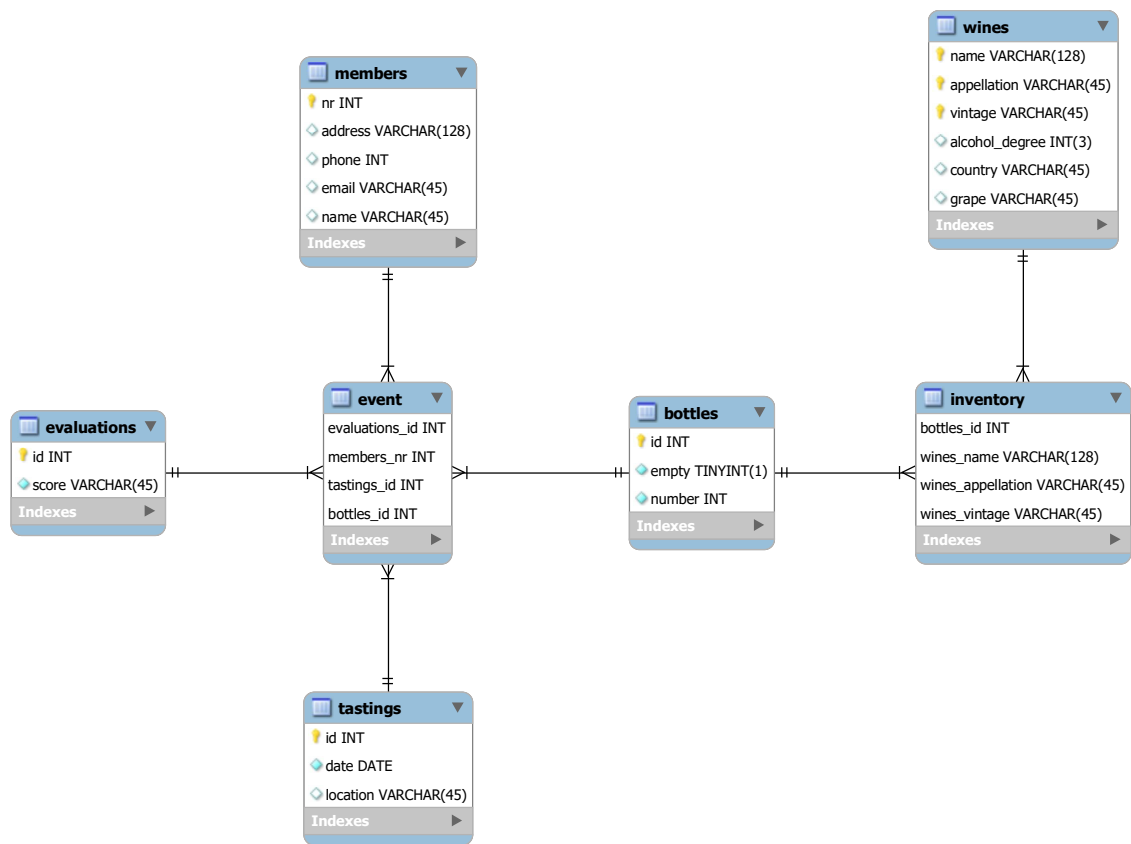 members
nr INT
address VARCHAR(128)
phone INT
email VARCHAR(45)
name VARCHAR(45)
Indexes
wines
name VARCHAR(128)
appellation VARCHAR(45)
vintage VARCHAR(45)
alcohol_degree INT(3)
country VARCHAR(45)
grape VARCHAR(45)
Indexes
evaluations
id INT
score VARCHAR(45)
Indexes
event
evaluations_id INT
members_nr INT
tastings_id INT
bottles_id INT
Indexes
bottles
id INT
empty TINYINT(1)
number INT
Indexes
inventory
bottles_id INT
wines_name VARCHAR(128)
wines_appellation VARCHAR(45)
wines_vintage VARCHAR(45)
Indexes
tastings
id INT
date DATE
location VARCHAR(45)
Indexes